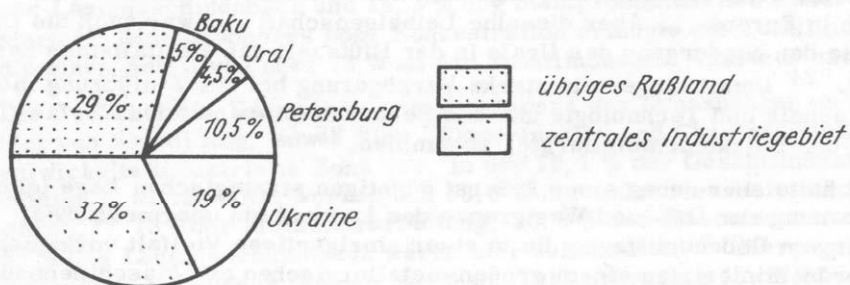 Baku
5%
Ural
4,5%
29%
Petersburg
10,5%
32%
19%
Ukraine
übriges Rußland
zentrales Industriegebiet